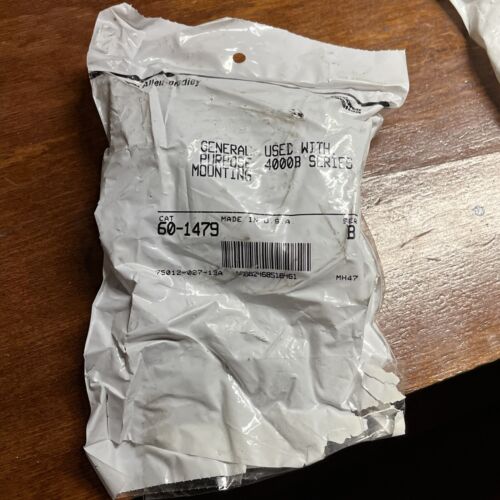 Allen-Bradley
GENERAL USED WITH
PURPOSE 4000B SERIES
MOUNTING
CAT MADE IN U.S.A. SER
60-1479 B
75012-027-13A MH47